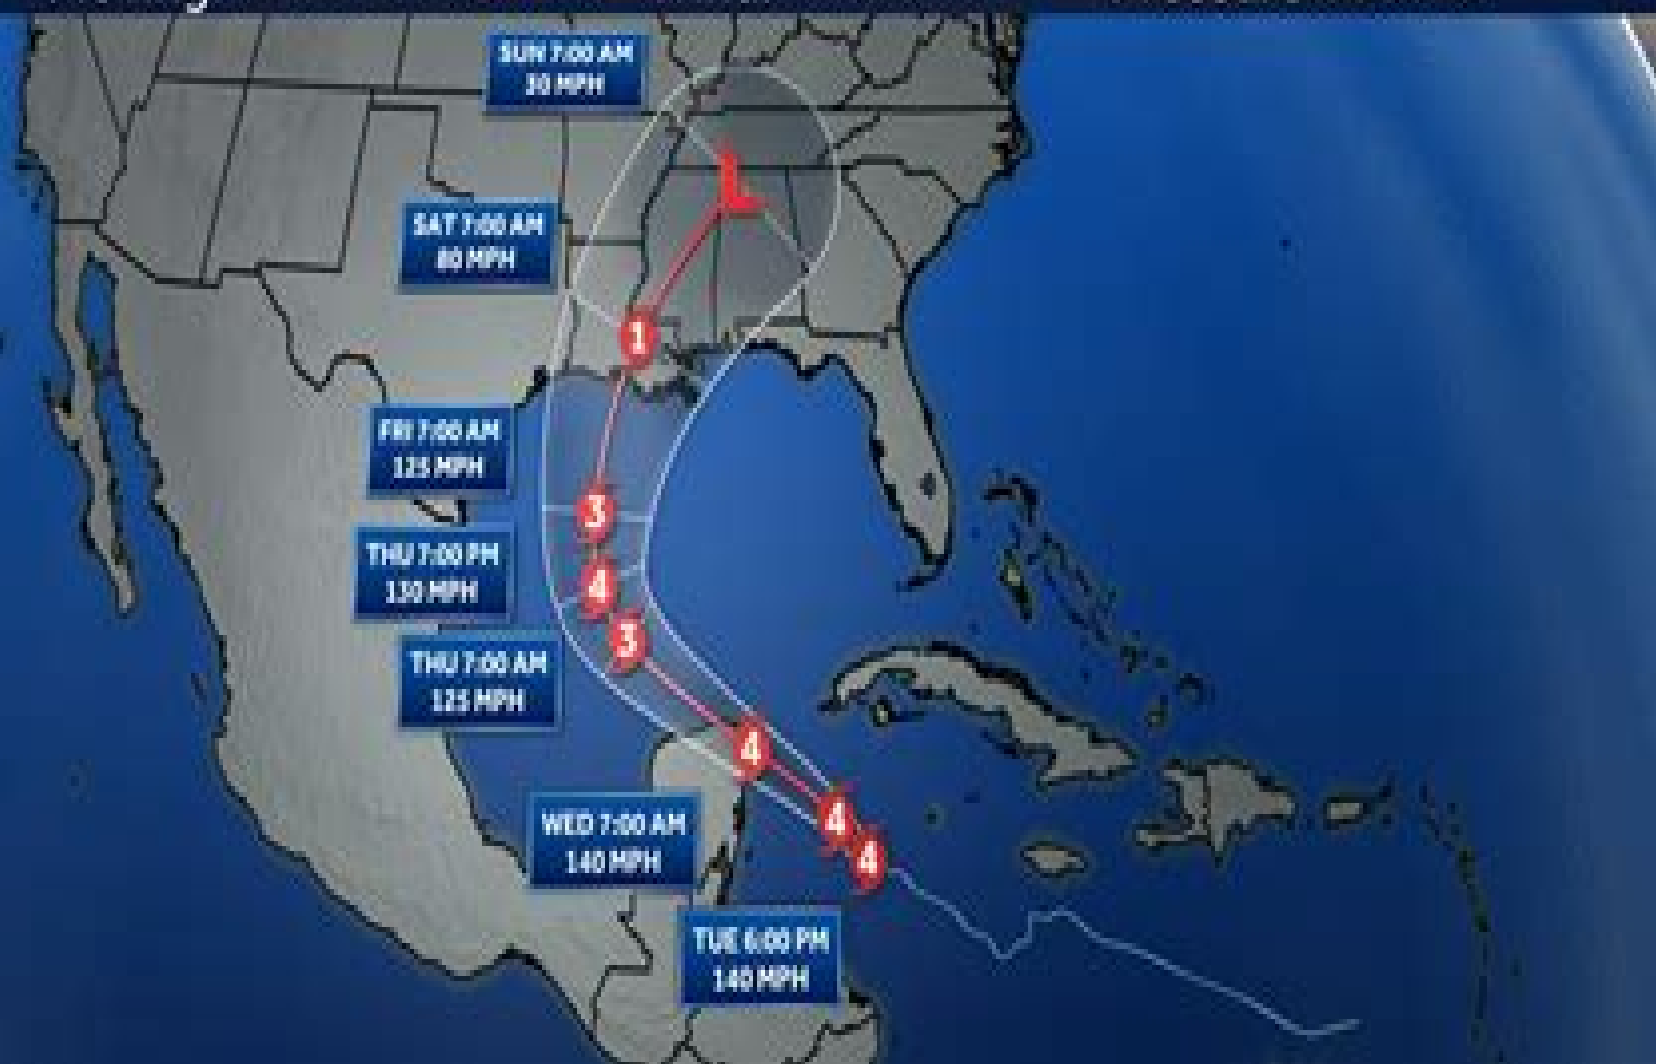 SUN 7:00 AM
30 MPH
L
SAT 7:00 AM
80 MPH
1
FRI 7:00 AM
125 MPH
3
THU 7:00 PM
130 MPH
4
THU 7:00 AM
125 MPH
3
4
WED 7:00 AM
140 MPH
4
4
TUE 6:00 PM
140 MPH